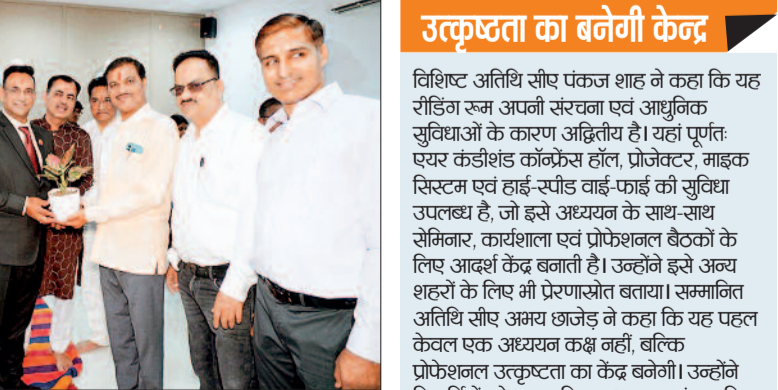 उत्कृष्टता का बनेगी केन्द्र
विशिष्ट अतिथि सीए पंकज शाह ने कहा कि यह
रीडिंग रूम अपनी संरचना एवं आधुनिक
सुविधाओं के कारण अद्वितीय है। यहां पूर्णतः
एयर कंडीशंड कॉन्फ्रेंस हॉल, प्रोजेक्टर, माइक
सिस्टम एवं हाई-स्पीड वाई-फाई की सुविधा
उपलब्ध है, जो इसे अध्ययन के साथ-साथ
सेमिनार, कार्यशाला एवं प्रोफेशनल बैठकों के
लिए आदर्श केंद्र बनाती है। उन्होंने इसे अन्य
शहरों के लिए भी प्रेरणास्रोत बताया। सम्मानित
अतिथि सीए अभय छाजेड़ ने कहा कि यह पहल
केवल एक अध्ययन कक्ष नहीं, बल्कि
प्रोफेशनल उत्कृष्टता का केंद्र बनेगी। उन्होंने